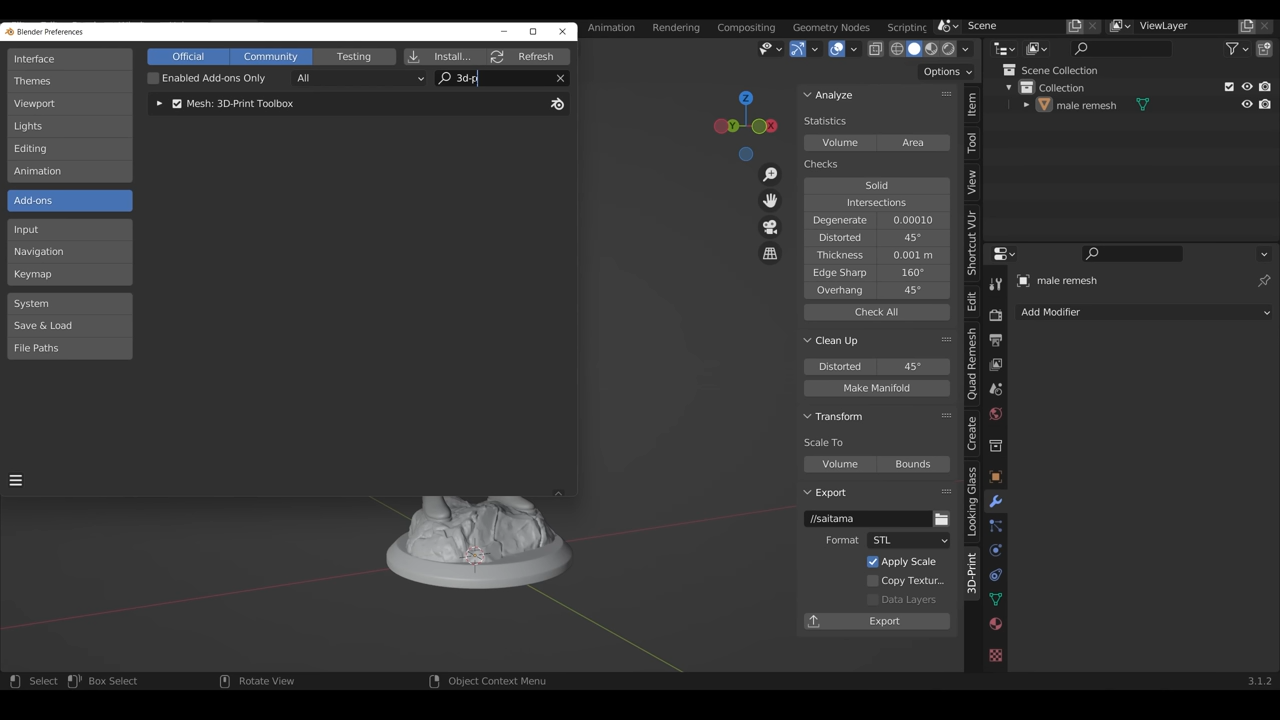 Blender Preferences
Interface
Themes
Viewport
Lights
Editing
Animation
Add-ons
Input
Navigation
Keymap
System
Save & Load
File Paths
Official Community Testing Install... Refresh
Enabled Add-ons Only All 3d-p
Mesh: 3D-Print Toolbox
Animation Rendering Compositing Geometry Nodes Scripting Scene ViewLayer
Options
X
Y
Z
Analyze
Statistics
Volume Area
Checks
Solid
Intersections
Degenerate 0.00010
Distorted 45°
Thickness 0.001 m
Edge Sharp 160°
Overhang 45°
Check All
Clean Up
Distorted 45°
Make Manifold
Transform
Scale To
Volume Bounds
Export
//saitama
Format STL
Apply Scale
Copy Textur...
Data Layers
Export
Item
Tool
View
Shortcut VUr
Edit
Quad Remesh
Create
Looking Glass
3D-Print
Scene Collection
Collection
male remesh
male remesh
Add Modifier
Select Box Select Rotate View Object Context Menu 3.1.2